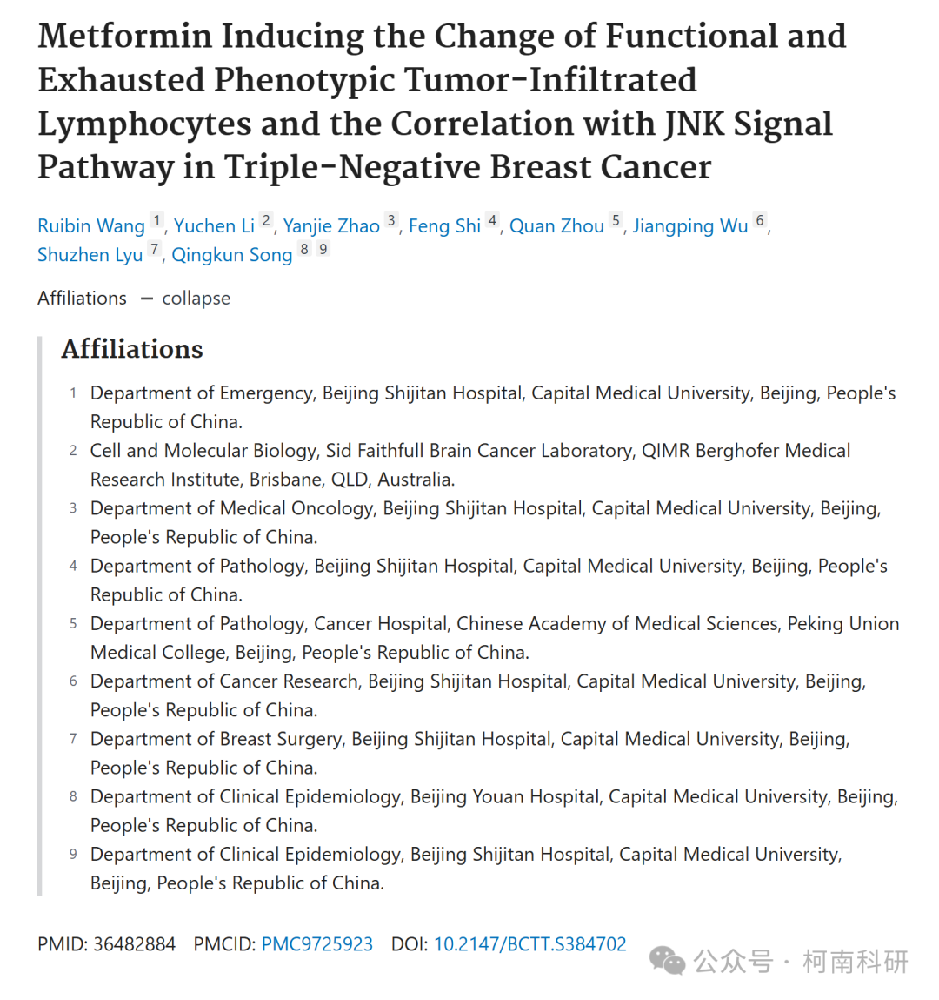 Metformin Inducing the Change of Functional and
Exhausted Phenotypic Tumor-Infiltrated
Lymphocytes and the Correlation with JNK Signal
Pathway in Triple-Negative Breast Cancer
Ruibin Wang 1, Yuchen Li 2, Yanjie Zhao 3, Feng Shi 4, Quan Zhou 5, Jiangping Wu 6,
Shuzhen Lyu 7, Qingkun Song 8 9
Affiliations — collapse
Affiliations
1 Department of Emergency, Beijing Shijitan Hospital, Capital Medical University, Beijing, People's
Republic of China.
2 Cell and Molecular Biology, Sid Faithfull Brain Cancer Laboratory, QIMR Berghofer Medical
Research Institute, Brisbane, QLD, Australia.
3 Department of Medical Oncology, Beijing Shijitan Hospital, Capital Medical University, Beijing,
People's Republic of China.
4 Department of Pathology, Beijing Shijitan Hospital, Capital Medical University, Beijing, People's
Republic of China.
5 Department of Pathology, Cancer Hospital, Chinese Academy of Medical Sciences, Peking Union
Medical College, Beijing, People's Republic of China.
6 Department of Cancer Research, Beijing Shijitan Hospital, Capital Medical University, Beijing,
People's Republic of China.
7 Department of Breast Surgery, Beijing Shijitan Hospital, Capital Medical University, Beijing,
People's Republic of China.
8 Department of Clinical Epidemiology, Beijing Youan Hospital, Capital Medical University, Beijing,
People's Republic of China.
9 Department of Clinical Epidemiology, Beijing Shijitan Hospital, Capital Medical University,
Beijing, People's Republic of China.
PMID: 36482884 PMCID: PMC9725923 DOI: 10.2147/BCTT.S384702
公众号 · 柯南科研